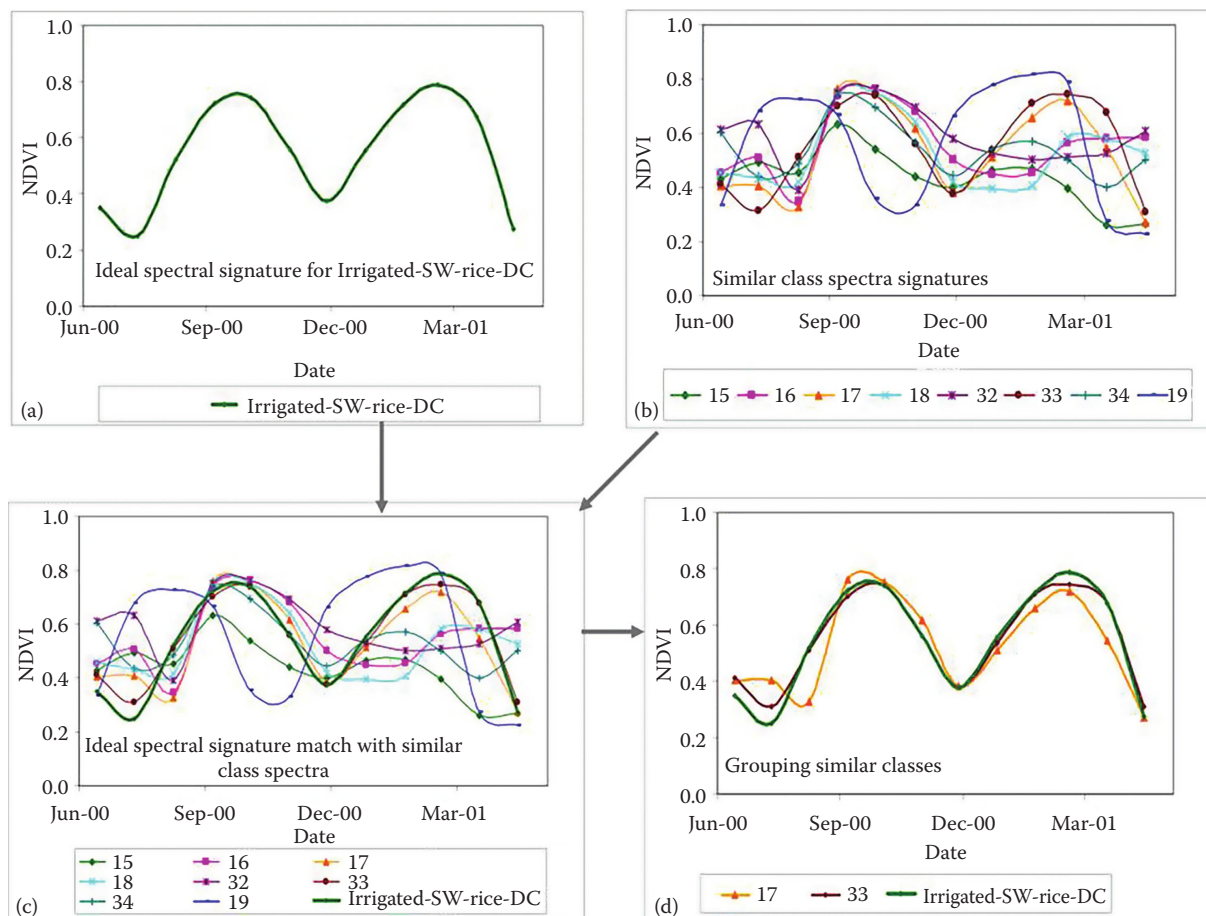 1.0
0.8
0.6
0.4
0.2
0.0
NDVI
Ideal spectral signature for Irrigated-SW-rice-DC
Jun-00 Sep-00 Dec-00 Mar-01
Date
(a)
Irrigated-SW-rice-DC
1.0
0.8
0.6
0.4
0.2
0.0
NDVI
Similar class spectra signatures
Jun-00 Sep-00 Dec-00 Mar-01
Date
(b)
15 16 17 18 32 33 34 19
1.0
0.8
0.6
0.4
0.2
0.0
NDVI
Ideal spectral signature match with similar
class spectra
Jun-00 Sep-00 Dec-00 Mar-01
Date
15 16 17
18 32 33
34 19 Irrigated-SW-rice-DC
(c)
1.0
0.8
0.6
0.4
0.2
0.0
NDVI
Grouping similar classes
Jun-00 Sep-00 Dec-00 Mar-01
Date
(d)
17 33 Irrigated-SW-rice-DC